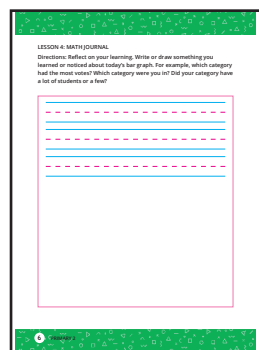 LESSON 4: MATH JOURNAL
Directions: Reflect on your learning. Write or draw something you
learned or noticed about today's bar graph. For example, which category
had the most votes? Which category were you in? Did your category have
a lot of students or a few?
6 PRIMARY 2